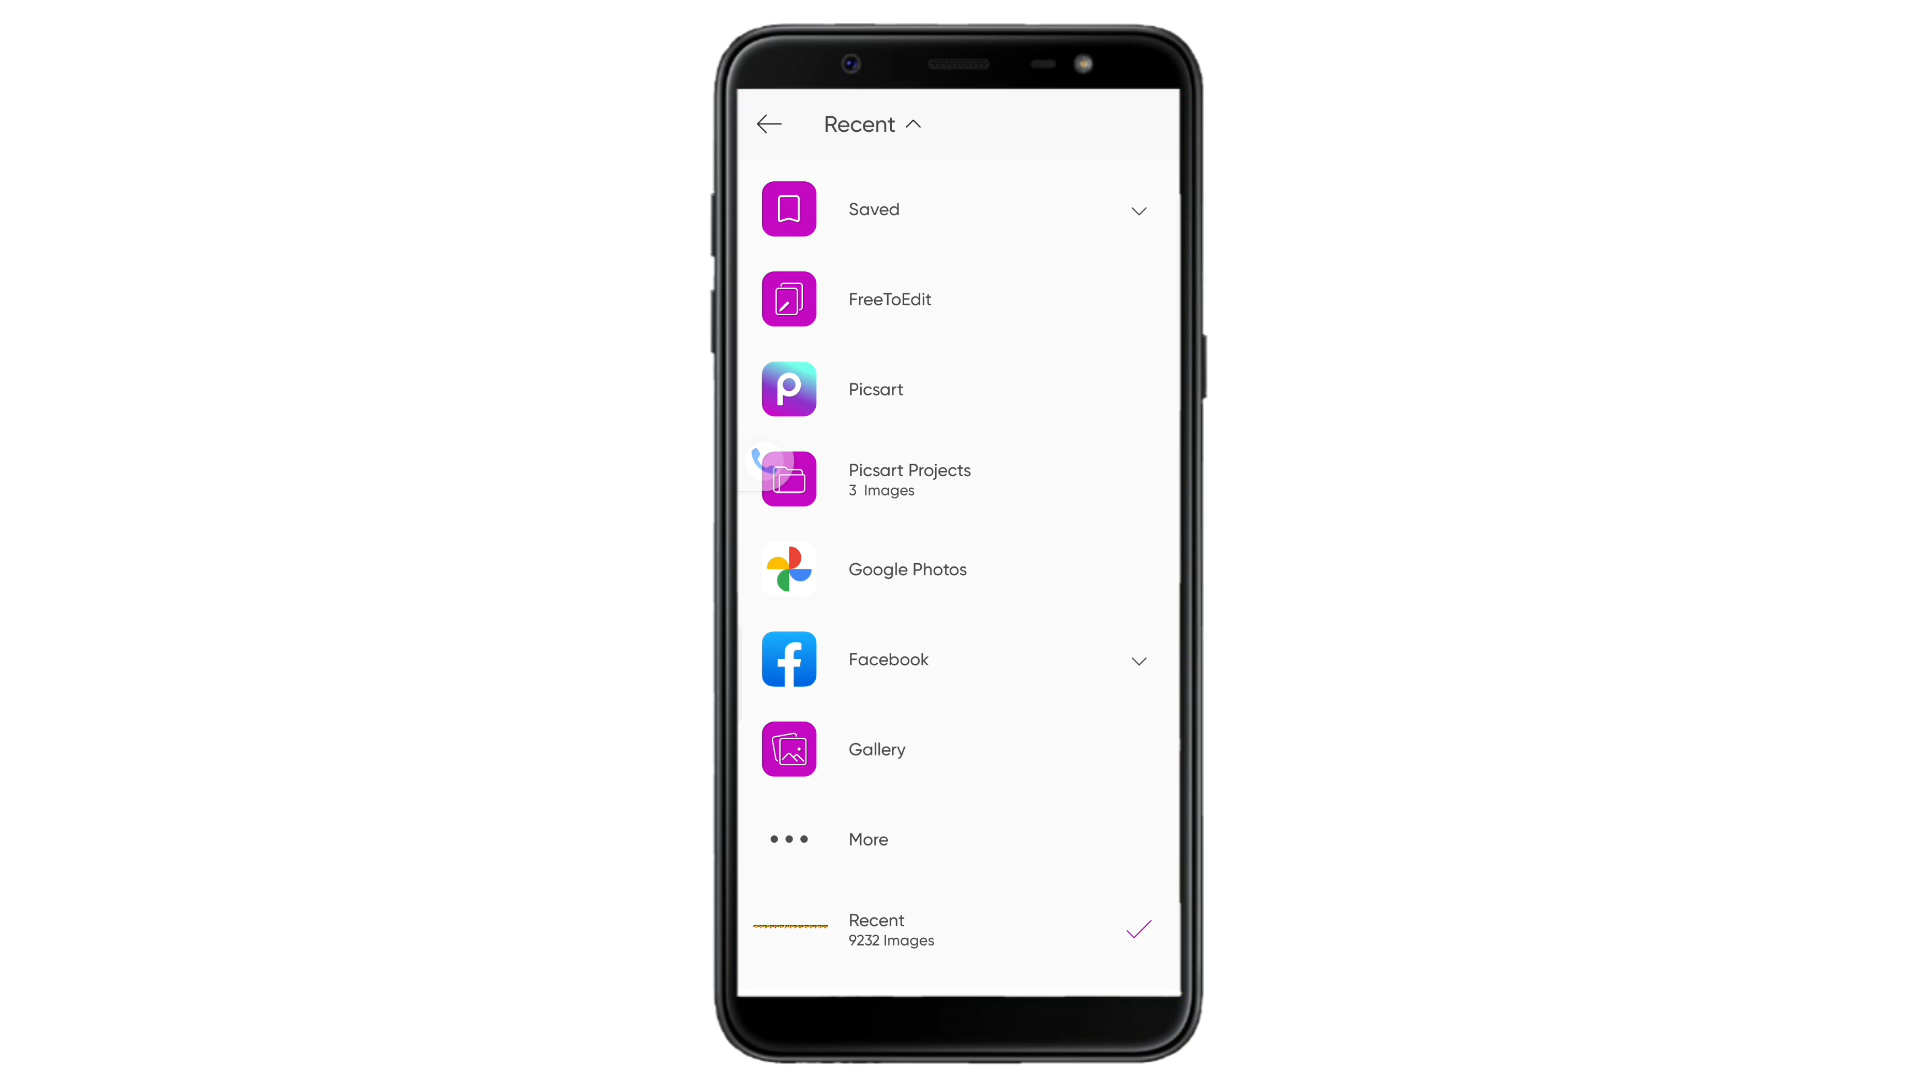 Recent
Saved
FreeToEdit
Picsart
Picsart Projects
3 Images
Google Photos
Facebook
Gallery
More
Recent
9232 Images